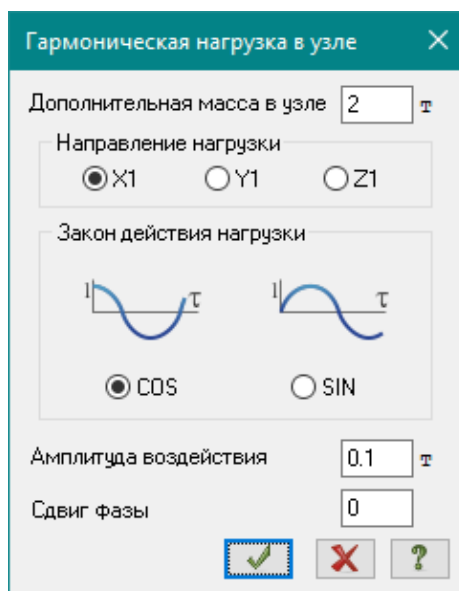 Гармоническая нагрузка в узле
Дополнительная масса в узле 2 т
Направление нагрузки
X1 Y1 Z1
Закон действия нагрузки
1 τ 1 τ
COS SIN
Амплитуда воздействия 0.1 т
Сдвиг фазы 0
?